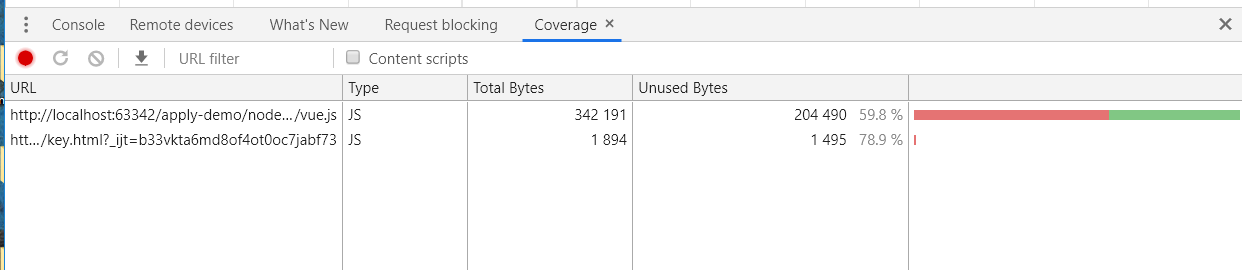 Console Remote devices What's New Request blocking Coverage ×
URL filter Content scripts
URL Type Total Bytes Unused Bytes
http://localhost:63342/apply-demo/node…/vue.js JS 342 191 204 490 59.8 %
htt…/key.html?_ijt=b33vkta6md8of4ot0oc7jabf73 JS 1 894 1 495 78.9 %